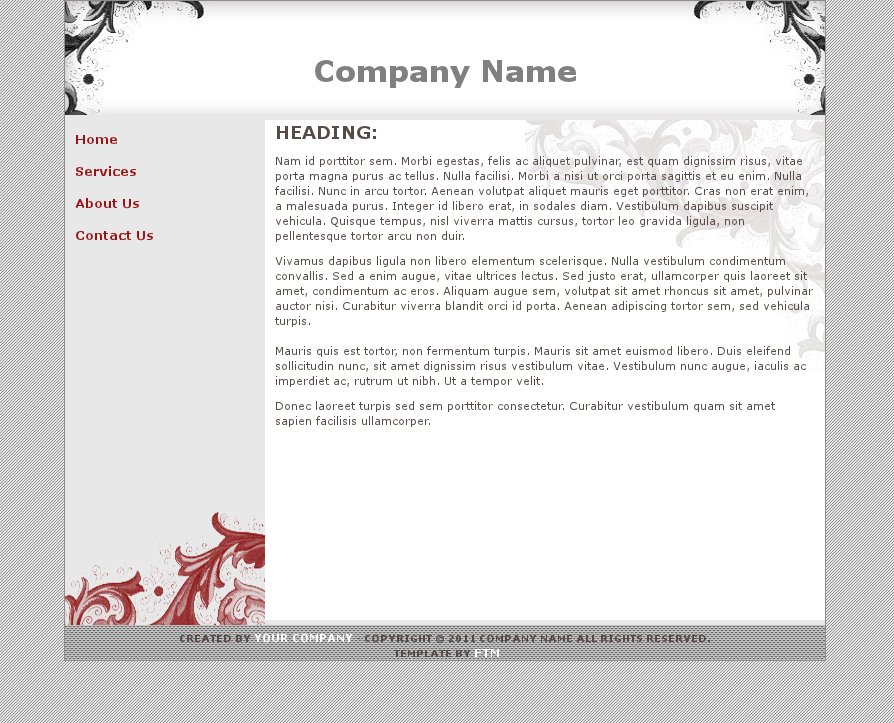 Company Name
Home
Services
About Us
Contact Us
HEADING:
Nam id porttitor sem. Morbi egestas, felis ac aliquet pulvinar, est quam dignissim risus, vitae
porta magna purus ac tellus. Nulla facilisi. Morbi a nisi ut orci porta sagittis et eu enim. Nulla
facilisi. Nunc in arcu tortor. Aenean volutpat aliquet mauris eget porttitor. Cras non erat enim,
a malesuada purus. Integer id libero erat, in sodales diam. Vestibulum dapibus suscipit
vehicula. Quisque tempus, nisl viverra mattis cursus, tortor leo gravida ligula, non
pellentesque tortor arcu non duir.
Vivamus dapibus ligula non libero elementum scelerisque. Nulla vestibulum condimentum
convallis. Sed a enim augue, vitae ultrices lectus. Sed justo erat, ullamcorper quis laoreet sit
amet, condimentum ac eros. Aliquam augue sem, volutpat sit amet rhoncus sit amet, pulvinar
auctor nisi. Curabitur viverra blandit orci id porta. Aenean adipiscing tortor sem, sed vehicula
turpis.
Mauris quis est tortor, non fermentum turpis. Mauris sit amet euismod libero. Duis eleifend
sollicitudin nunc, sit amet dignissim risus vestibulum vitae. Vestibulum nunc augue, iaculis ac
imperdiet ac, rutrum ut nibh. Ut a tempor velit.
Donec laoreet turpis sed sem porttitor consectetur. Curabitur vestibulum quam sit amet
sapien facilisis ullamcorper.
CREATED BY YOUR COMPANY - COPYRIGHT © 2011 COMPANY NAME ALL RIGHTS RESERVED.
TEMPLATE BY FTM